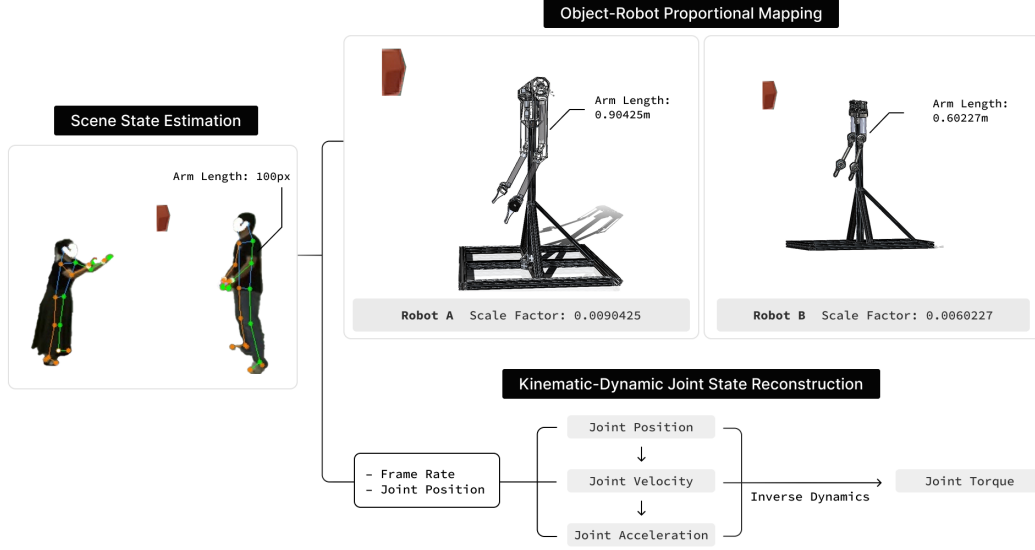 Object-Robot Proportional Mapping
Scene State Estimation
Arm Length: 100px
Arm Length:
0.90425m
Robot A Scale Factor: 0.0090425
Arm Length:
0.60227m
Robot B Scale Factor: 0.0060227
Kinematic-Dynamic Joint State Reconstruction
– Frame Rate
– Joint Position
Joint Position
Joint Velocity
Joint Acceleration
Inverse Dynamics
Joint Torque